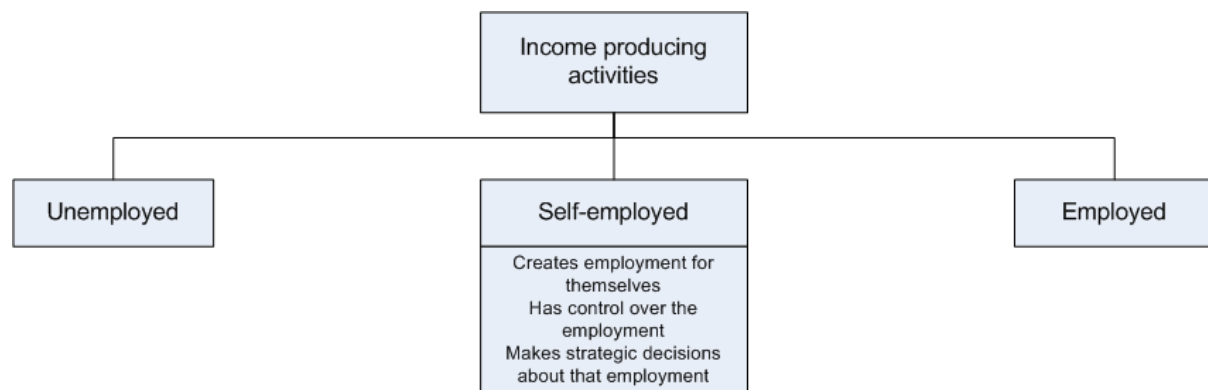 Income producing
activities
Unemployed
Self-employed
Employed
Creates employment for
themselves
Has control over the
employment
Makes strategic decisions
about that employment